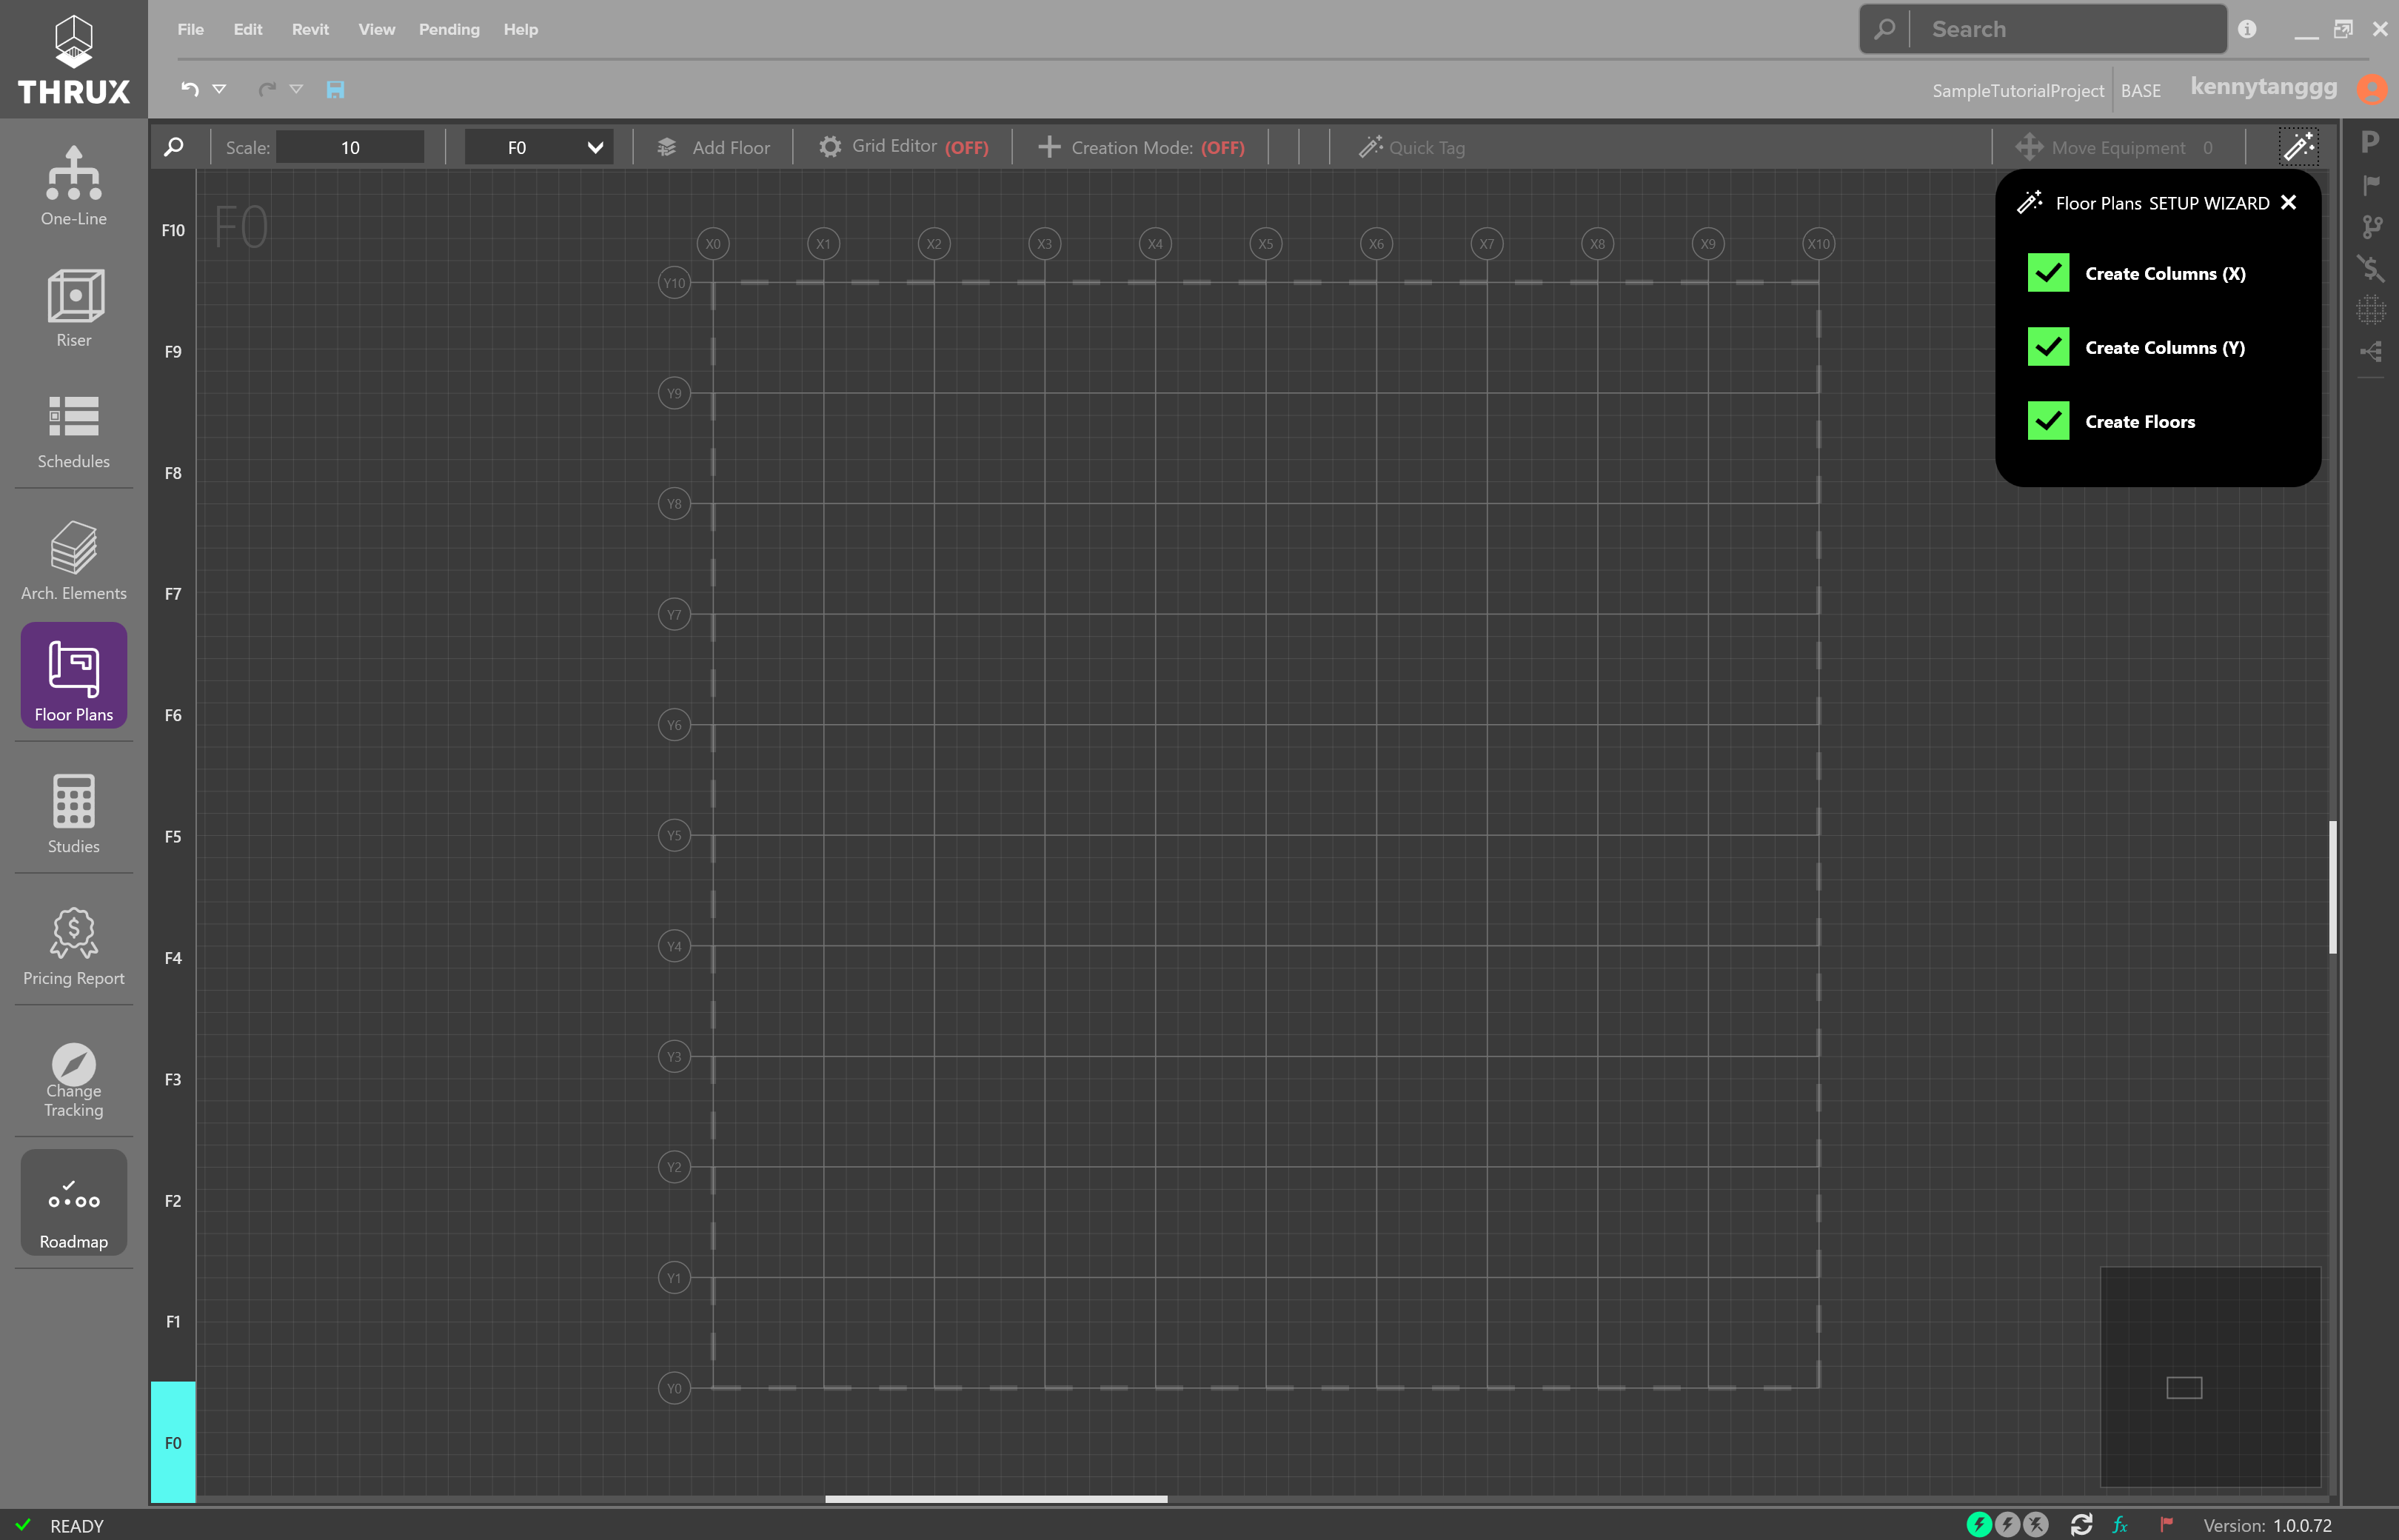 THRUX
File Edit Revit View Pending Help
Search
SampleTutorialProject BASE kennytanggg
Scale: 10 F0 Add Floor Grid Editor (OFF) Creation Mode: (OFF) Quick Tag Move Equipment 0
One-Line
Riser
Schedules
Arch. Elements
Floor Plans
Studies
Pricing Report
Change
Tracking
Roadmap
F10
F9
F8
F7
F6
F5
F4
F3
F2
F1
F0
F0
X0 X1 X2 X3 X4 X5 X6 X7 X8 X9 X10
Y10
Y9
Y8
Y7
Y6
Y5
Y4
Y3
Y2
Y1
Y0
Floor Plans SETUP WIZARD
Create Columns (X)
Create Columns (Y)
Create Floors
P
READY
fx
Version: 1.0.0.72